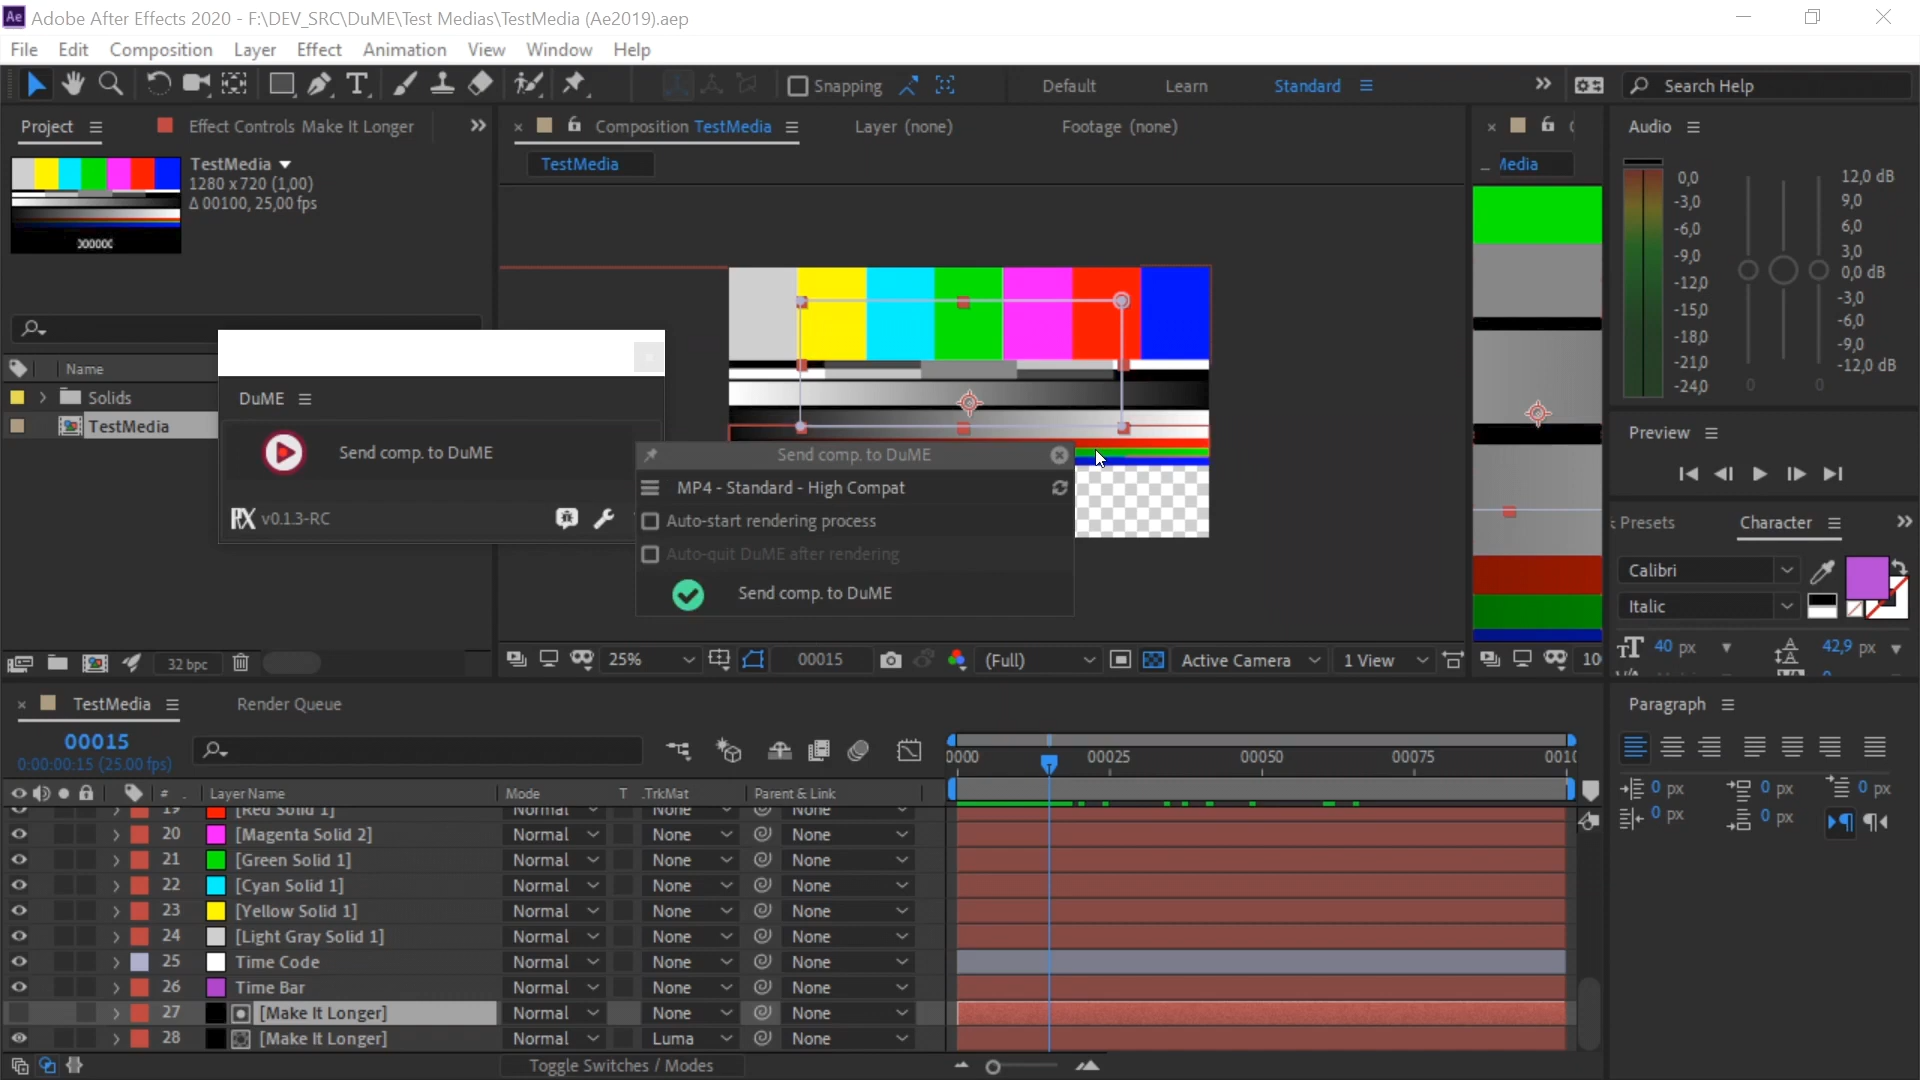 Ae Adobe After Effects 2020 - F:\DEV_SRC\DuME\Test Medias\TestMedia (Ae2019).aep
File Edit Composition Layer Effect Animation View Window Help
Snapping Default Learn Standard Search Help
Project Effect Controls Make It Longer
Composition TestMedia Layer (none) Footage (none)
TestMedia
1280 x 720 (1,00)
Δ 00100, 25,00 fps
TestMedia
Media
Name
Solids
TestMedia
DuME
Send comp. to DuME
v0.1.3-RC
Send comp. to DuME
MP4 - Standard - High Compat
Auto-start rendering process
Auto-quit DuME after rendering
Send comp. to DuME
32 bpc
25% 00015 (Full) Active Camera 1 View
Audio
0,0
-3,0
-6,0
-9,0
-12,0
-15,0
-18,0
-21,0
-24,0
12,0 dB
9,0
6,0
3,0
0,0 dB
-3,0
-6,0
-9,0
-12,0 dB
0 0
Preview
Presets Character
Calibri
Italic
40 px 42,9 px
Paragraph
0 px 0 px 0 px
0 px 0 px
TestMedia Render Queue
00015
0:00:00:15 (25.00 fps)
0000 00025 00050 00075
# Layer Name Mode T .TrkMat Parent & Link
19 [Red Solid 1] Normal None None
20 [Magenta Solid 2] Normal None None
21 [Green Solid 1] Normal None None
22 [Cyan Solid 1] Normal None None
23 [Yellow Solid 1] Normal None None
24 [Light Gray Solid 1] Normal None None
25 Time Code Normal None None
26 Time Bar Normal None None
27 [Make It Longer] Normal None None
28 [Make It Longer] Normal Luma None
Toggle Switches / Modes